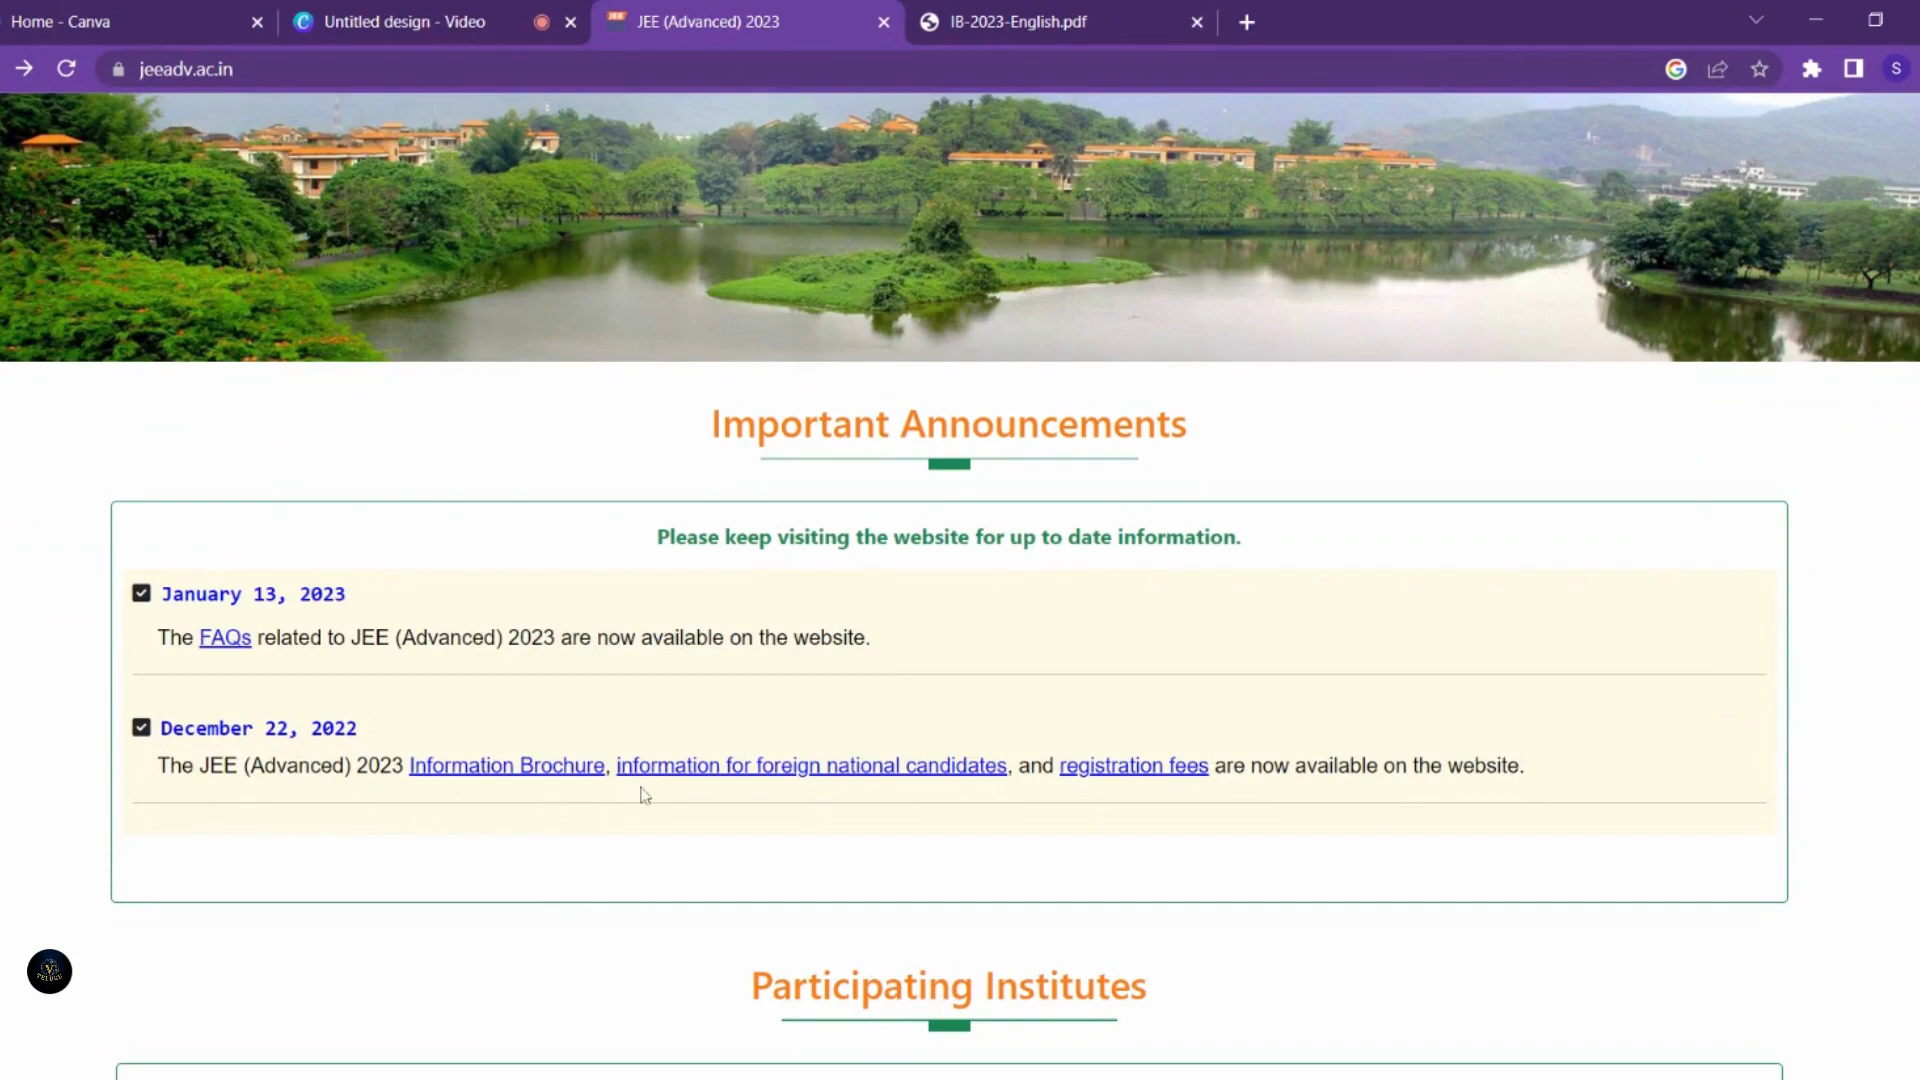 Home - Canva
Untitled design - Video
JEE (Advanced) 2023
IB-2023-English.pdf
jeeadv.ac.in
S
Important Announcements
Please keep visiting the website for up to date information.
January 13, 2023
The FAQs related to JEE (Advanced) 2023 are now available on the website.
December 22, 2022
The JEE (Advanced) 2023 Information Brochure, information for foreign national candidates, and registration fees are now available on the website.
Participating Institutes